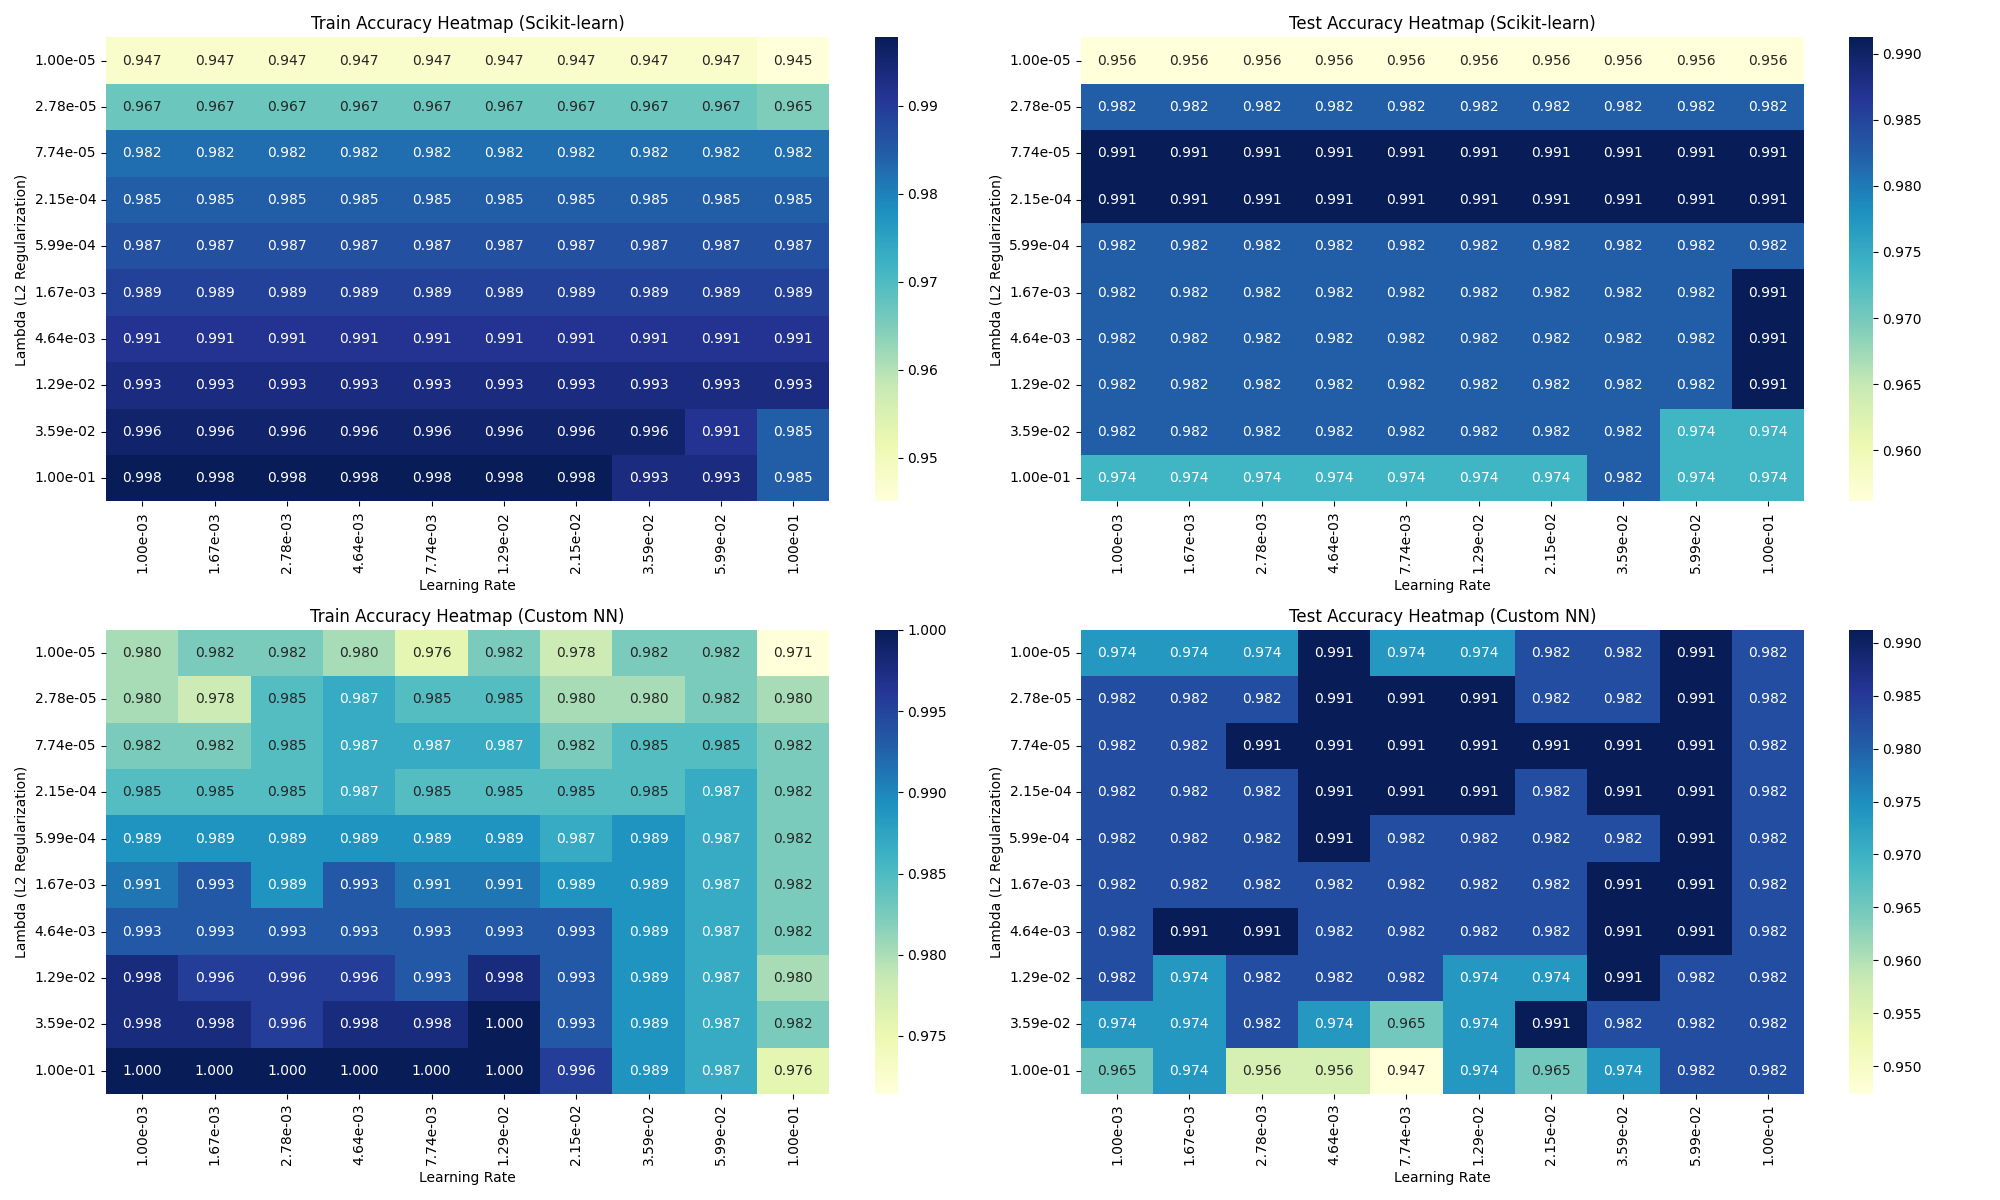 Train Accuracy Heatmap (Scikit-learn)
Lambda (L2 Regularization)
1.00e-05 0.947 0.947 0.947 0.947 0.947 0.947 0.947 0.947 0.947 0.945
2.78e-05 0.967 0.967 0.967 0.967 0.967 0.967 0.967 0.967 0.967 0.965
7.74e-05 0.982 0.982 0.982 0.982 0.982 0.982 0.982 0.982 0.982 0.982
2.15e-04 0.985 0.985 0.985 0.985 0.985 0.985 0.985 0.985 0.985 0.985
5.99e-04 0.987 0.987 0.987 0.987 0.987 0.987 0.987 0.987 0.987 0.987
1.67e-03 0.989 0.989 0.989 0.989 0.989 0.989 0.989 0.989 0.989 0.989
4.64e-03 0.991 0.991 0.991 0.991 0.991 0.991 0.991 0.991 0.991 0.991
1.29e-02 0.993 0.993 0.993 0.993 0.993 0.993 0.993 0.993 0.993 0.993
3.59e-02 0.996 0.996 0.996 0.996 0.996 0.996 0.996 0.996 0.991 0.985
1.00e-01 0.998 0.998 0.998 0.998 0.998 0.998 0.998 0.993 0.993 0.985
1.00e-03 1.67e-03 2.78e-03 4.64e-03 7.74e-03 1.29e-02 2.15e-02 3.59e-02 5.99e-02 1.00e-01
Learning Rate
0.99
0.98
0.97
0.96
0.95
Test Accuracy Heatmap (Scikit-learn)
Lambda (L2 Regularization)
1.00e-05 0.956 0.956 0.956 0.956 0.956 0.956 0.956 0.956 0.956 0.956
2.78e-05 0.982 0.982 0.982 0.982 0.982 0.982 0.982 0.982 0.982 0.982
7.74e-05 0.991 0.991 0.991 0.991 0.991 0.991 0.991 0.991 0.991 0.991
2.15e-04 0.991 0.991 0.991 0.991 0.991 0.991 0.991 0.991 0.991 0.991
5.99e-04 0.982 0.982 0.982 0.982 0.982 0.982 0.982 0.982 0.982 0.982
1.67e-03 0.982 0.982 0.982 0.982 0.982 0.982 0.982 0.982 0.982 0.991
4.64e-03 0.982 0.982 0.982 0.982 0.982 0.982 0.982 0.982 0.982 0.991
1.29e-02 0.982 0.982 0.982 0.982 0.982 0.982 0.982 0.982 0.982 0.991
3.59e-02 0.982 0.982 0.982 0.982 0.982 0.982 0.982 0.982 0.974 0.974
1.00e-01 0.974 0.974 0.974 0.974 0.974 0.974 0.974 0.982 0.974 0.974
1.00e-03 1.67e-03 2.78e-03 4.64e-03 7.74e-03 1.29e-02 2.15e-02 3.59e-02 5.99e-02 1.00e-01
Learning Rate
0.990
0.985
0.980
0.975
0.970
0.965
0.960
Train Accuracy Heatmap (Custom NN)
Lambda (L2 Regularization)
1.00e-05 0.980 0.982 0.982 0.980 0.976 0.982 0.978 0.982 0.982 0.971
2.78e-05 0.980 0.978 0.985 0.987 0.985 0.985 0.980 0.980 0.982 0.980
7.74e-05 0.982 0.982 0.985 0.987 0.987 0.987 0.982 0.985 0.985 0.982
2.15e-04 0.985 0.985 0.985 0.987 0.985 0.985 0.985 0.985 0.987 0.982
5.99e-04 0.989 0.989 0.989 0.989 0.989 0.989 0.987 0.989 0.987 0.982
1.67e-03 0.991 0.993 0.989 0.993 0.991 0.991 0.989 0.989 0.987 0.982
4.64e-03 0.993 0.993 0.993 0.993 0.993 0.993 0.993 0.989 0.987 0.982
1.29e-02 0.998 0.996 0.996 0.996 0.993 0.998 0.993 0.989 0.987 0.980
3.59e-02 0.998 0.998 0.996 0.998 0.998 1.000 0.993 0.989 0.987 0.982
1.00e-01 1.000 1.000 1.000 1.000 1.000 1.000 0.996 0.989 0.987 0.976
1.00e-03 1.67e-03 2.78e-03 4.64e-03 7.74e-03 1.29e-02 2.15e-02 3.59e-02 5.99e-02 1.00e-01
Learning Rate
1.000
0.995
0.990
0.985
0.980
0.975
Test Accuracy Heatmap (Custom NN)
Lambda (L2 Regularization)
1.00e-05 0.974 0.974 0.974 0.991 0.974 0.974 0.982 0.982 0.991 0.982
2.78e-05 0.982 0.982 0.982 0.991 0.991 0.991 0.982 0.982 0.991 0.982
7.74e-05 0.982 0.982 0.991 0.991 0.991 0.991 0.991 0.991 0.991 0.982
2.15e-04 0.982 0.982 0.982 0.991 0.991 0.991 0.982 0.991 0.991 0.982
5.99e-04 0.982 0.982 0.982 0.991 0.982 0.982 0.982 0.982 0.991 0.982
1.67e-03 0.982 0.982 0.982 0.982 0.982 0.982 0.982 0.991 0.991 0.982
4.64e-03 0.982 0.991 0.991 0.982 0.982 0.982 0.982 0.991 0.991 0.982
1.29e-02 0.982 0.974 0.982 0.982 0.982 0.974 0.974 0.991 0.982 0.982
3.59e-02 0.974 0.974 0.982 0.974 0.965 0.974 0.991 0.982 0.982 0.982
1.00e-01 0.965 0.974 0.956 0.956 0.947 0.974 0.965 0.974 0.982 0.982
1.00e-03 1.67e-03 2.78e-03 4.64e-03 7.74e-03 1.29e-02 2.15e-02 3.59e-02 5.99e-02 1.00e-01
Learning Rate
0.990
0.985
0.980
0.975
0.970
0.965
0.960
0.955
0.950